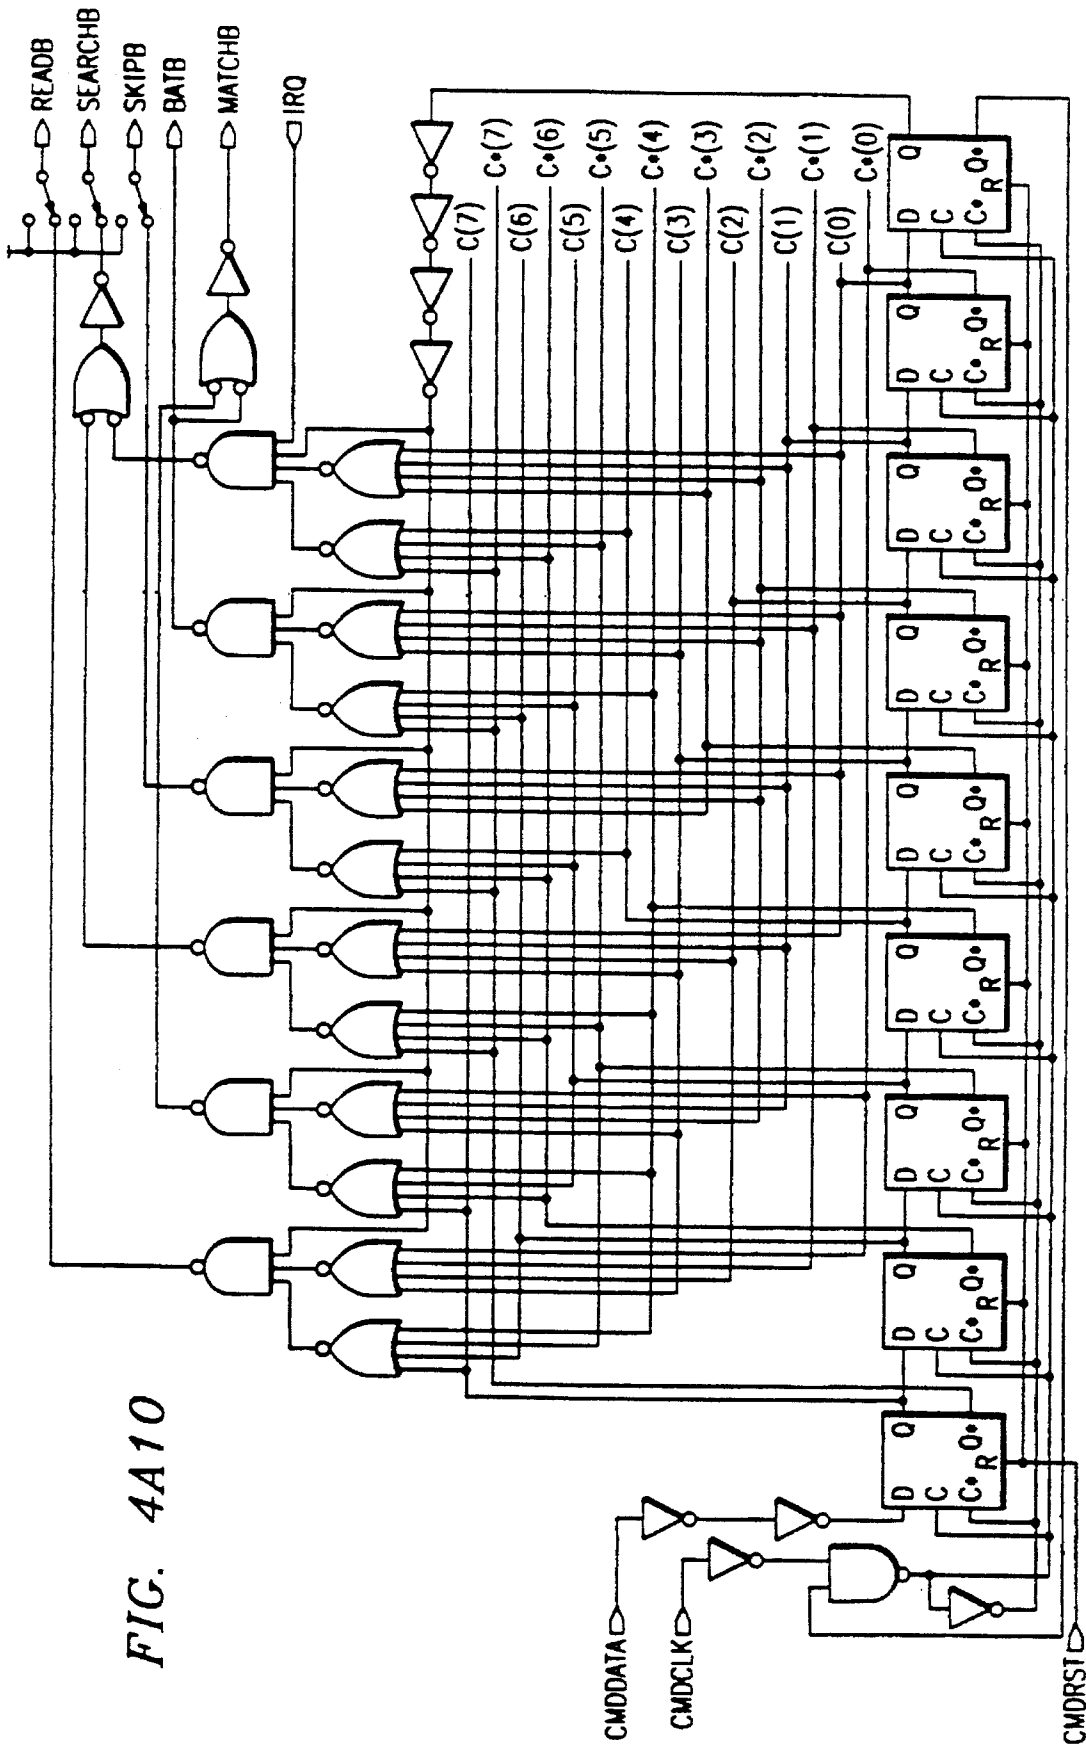 READB
SEARCHB
SKIPB
BATB
MATCHB
IRQ
C*(7)
C*(6)
C*(5)
C*(4)
C*(3)
C*(2)
C*(1)
C*(0)
C(7)
C(6)
C(5)
C(4)
C(3)
C(2)
C(1)
C(0)
D Q
C
C* R Q*
D Q
C
C* R Q*
D Q
C
C* R Q*
D Q
C
C* R Q*
D Q
C
C* R Q*
D Q
C
C* R Q*
D Q
C
C* R Q*
D Q
C
C* R Q*
D Q
C
C* R Q*
CMDDATA
CMDCLK
CMDRST
FIG. 4A10